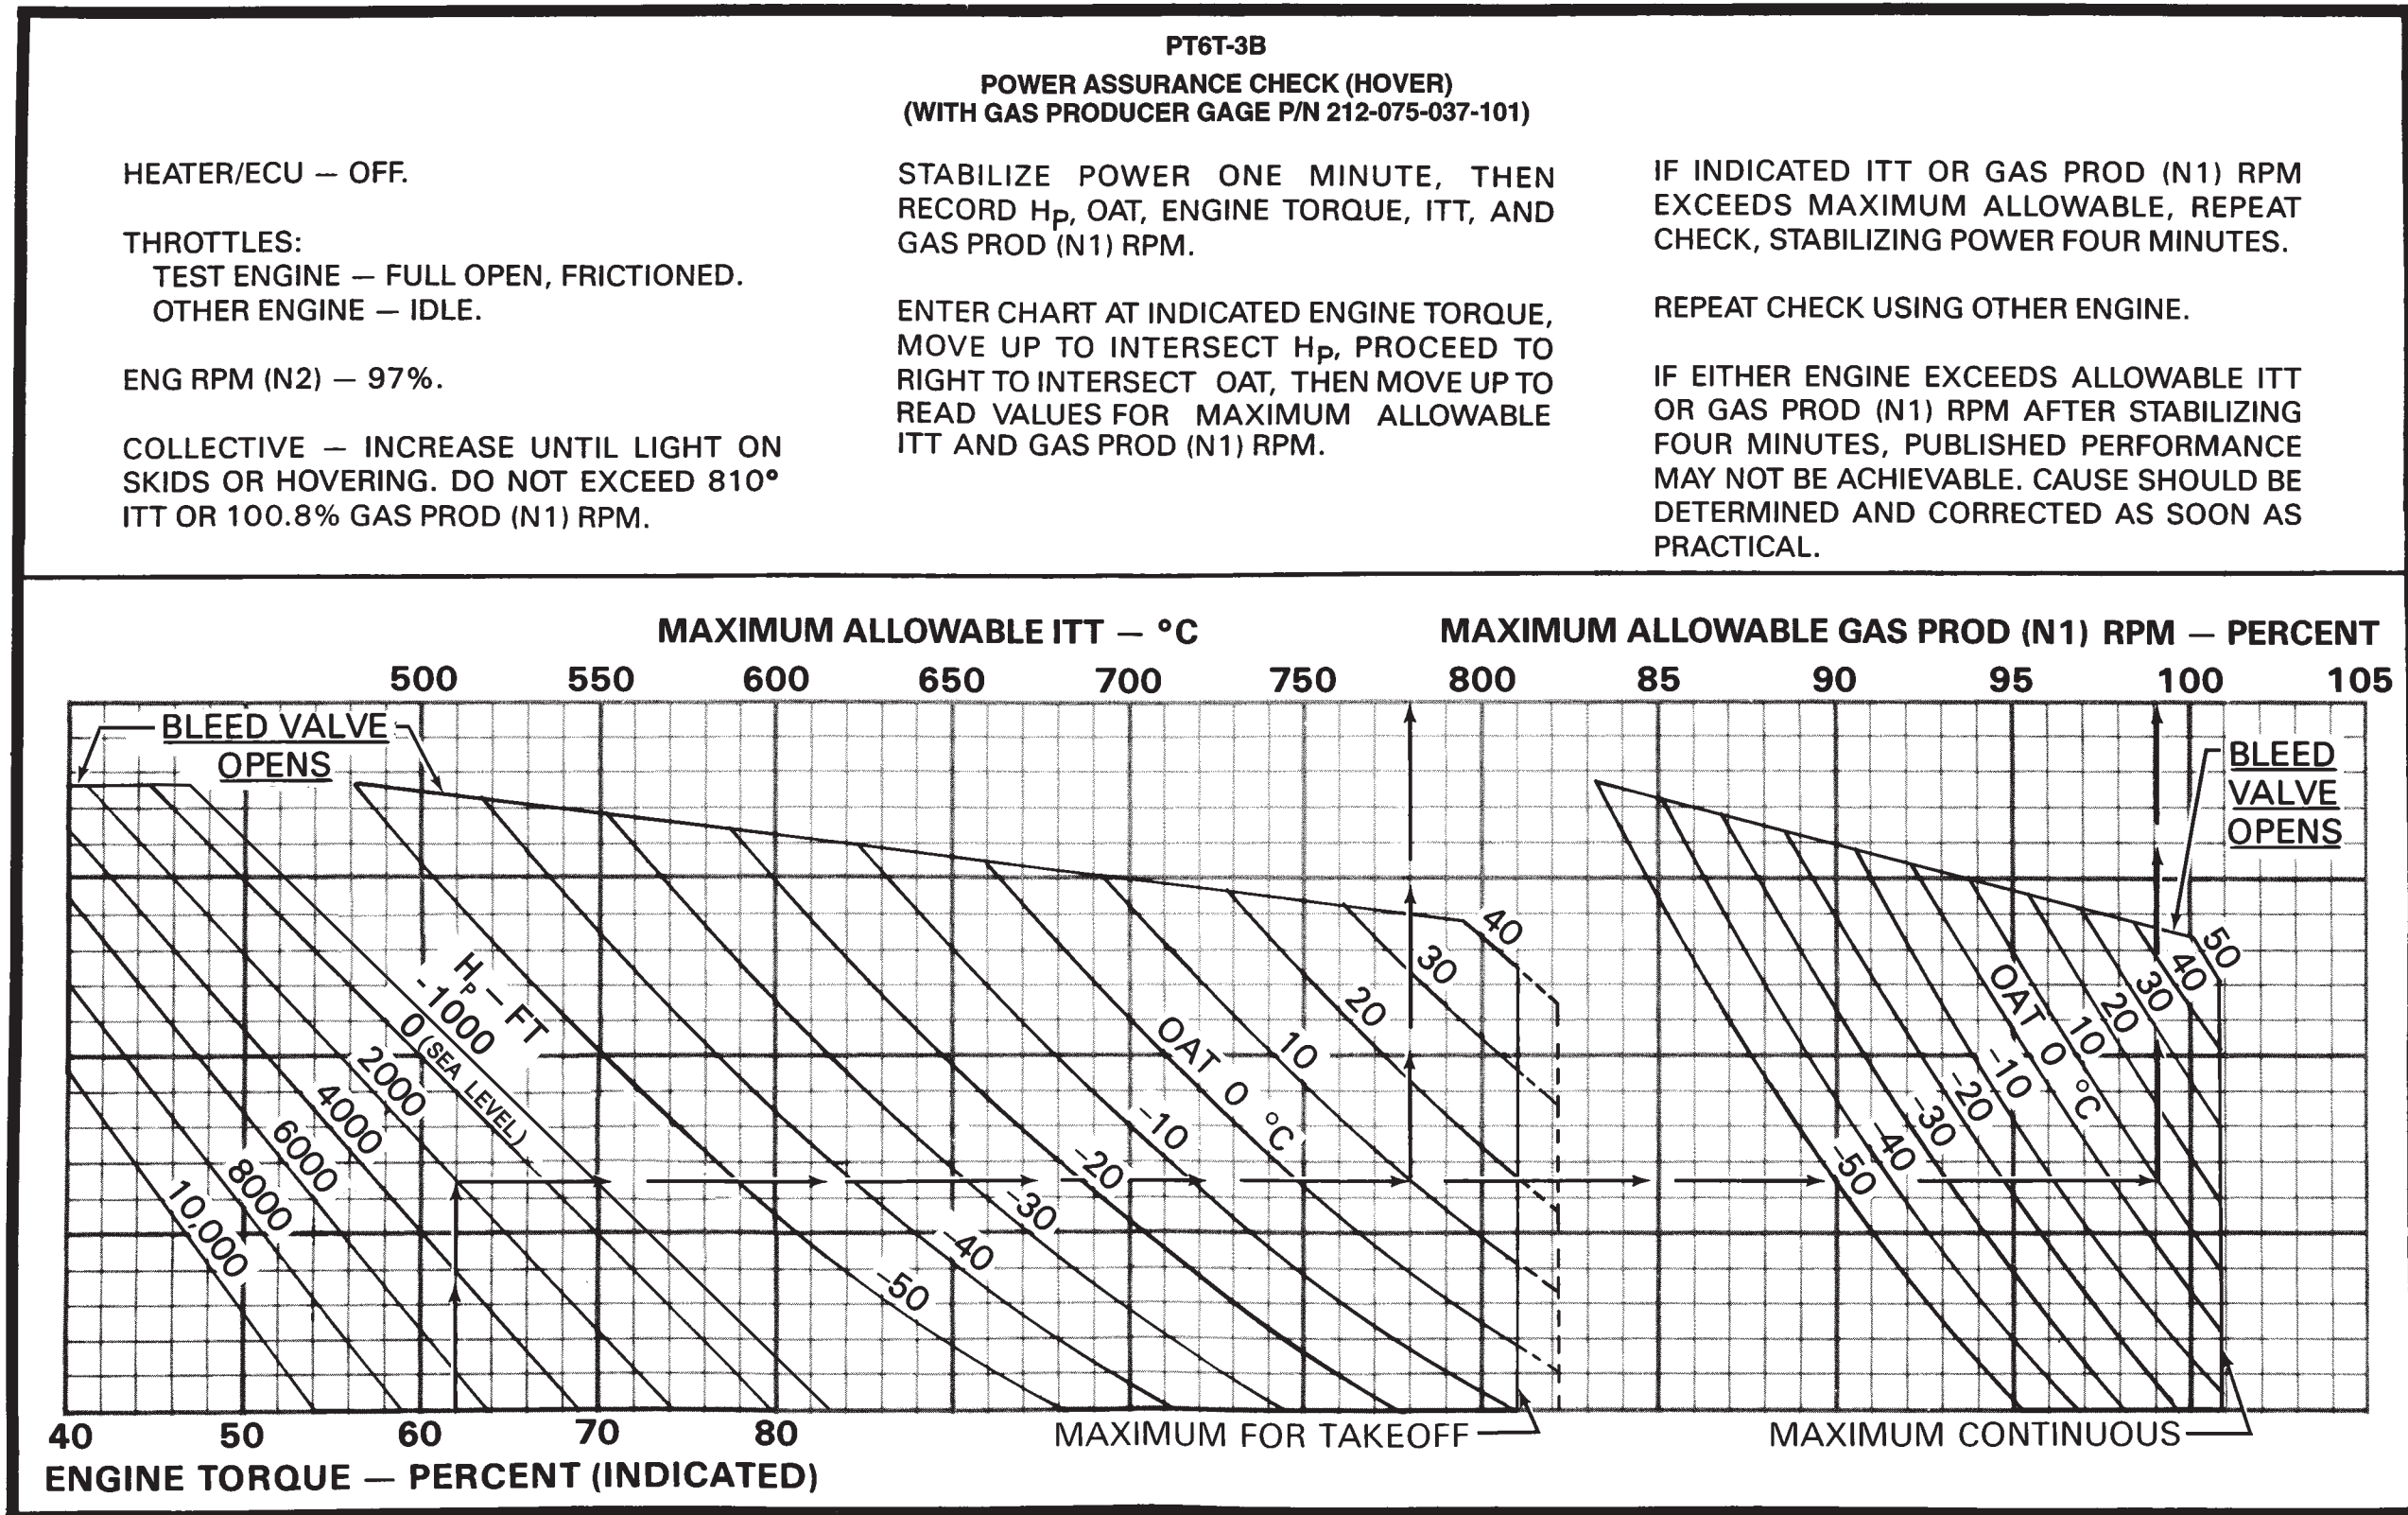 PT6T-3B
POWER ASSURANCE CHECK (HOVER)
(WITH GAS PRODUCER GAGE P/N 212-075-037-101)
HEATER/ECU — OFF.
THROTTLES:
TEST ENGINE — FULL OPEN, FRICTIONED.
OTHER ENGINE — IDLE.
ENG RPM (N2) — 97%.
COLLECTIVE — INCREASE UNTIL LIGHT ON
SKIDS OR HOVERING. DO NOT EXCEED 810°
ITT OR 100.8% GAS PROD (N1) RPM.
STABILIZE POWER ONE MINUTE, THEN
RECORD Hp, OAT, ENGINE TORQUE, ITT, AND
GAS PROD (N1) RPM.
ENTER CHART AT INDICATED ENGINE TORQUE,
MOVE UP TO INTERSECT Hp, PROCEED TO
RIGHT TO INTERSECT OAT, THEN MOVE UP TO
READ VALUES FOR MAXIMUM ALLOWABLE
ITT AND GAS PROD (N1) RPM.
IF INDICATED ITT OR GAS PROD (N1) RPM
EXCEEDS MAXIMUM ALLOWABLE, REPEAT
CHECK, STABILIZING POWER FOUR MINUTES.
REPEAT CHECK USING OTHER ENGINE.
IF EITHER ENGINE EXCEEDS ALLOWABLE ITT
OR GAS PROD (N1) RPM AFTER STABILIZING
FOUR MINUTES, PUBLISHED PERFORMANCE
MAY NOT BE ACHIEVABLE. CAUSE SHOULD BE
DETERMINED AND CORRECTED AS SOON AS
PRACTICAL.
MAXIMUM ALLOWABLE ITT — °C
MAXIMUM ALLOWABLE GAS PROD (N1) RPM — PERCENT
500 550 600 650 700 750 800 85 90 95 100 105
BLEED VALVE
OPENS
BLEED
VALVE
OPENS
Hp — FT
-1000
0 (SEA LEVEL)
2000
4000
6000
8000
10,000
40
30
20
10
OAT 0 °C
-10
-20
-30
-40
-50
50
40
30
20
10
OAT 0 °C
-10
-20
-30
-40
-50
40 50 60 70 80
MAXIMUM FOR TAKEOFF
MAXIMUM CONTINUOUS
ENGINE TORQUE — PERCENT (INDICATED)